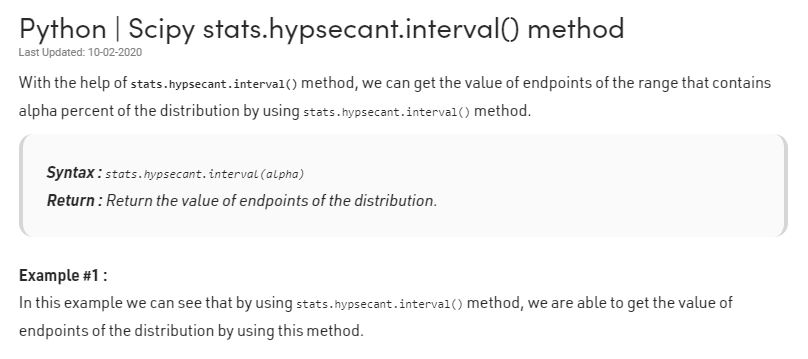 Python | Scipy stats.hypsecant.interval() method
Last Updated: 10-02-2020
With the help of stats.hypsecant.interval() method, we can get the value of endpoints of the range that contains
alpha percent of the distribution by using stats.hypsecant.interval() method.
Syntax : stats.hypsecant.interval(alpha)
Return : Return the value of endpoints of the distribution.
Example #1 :
In this example we can see that by using stats.hypsecant.interval() method, we are able to get the value of
endpoints of the distribution by using this method.